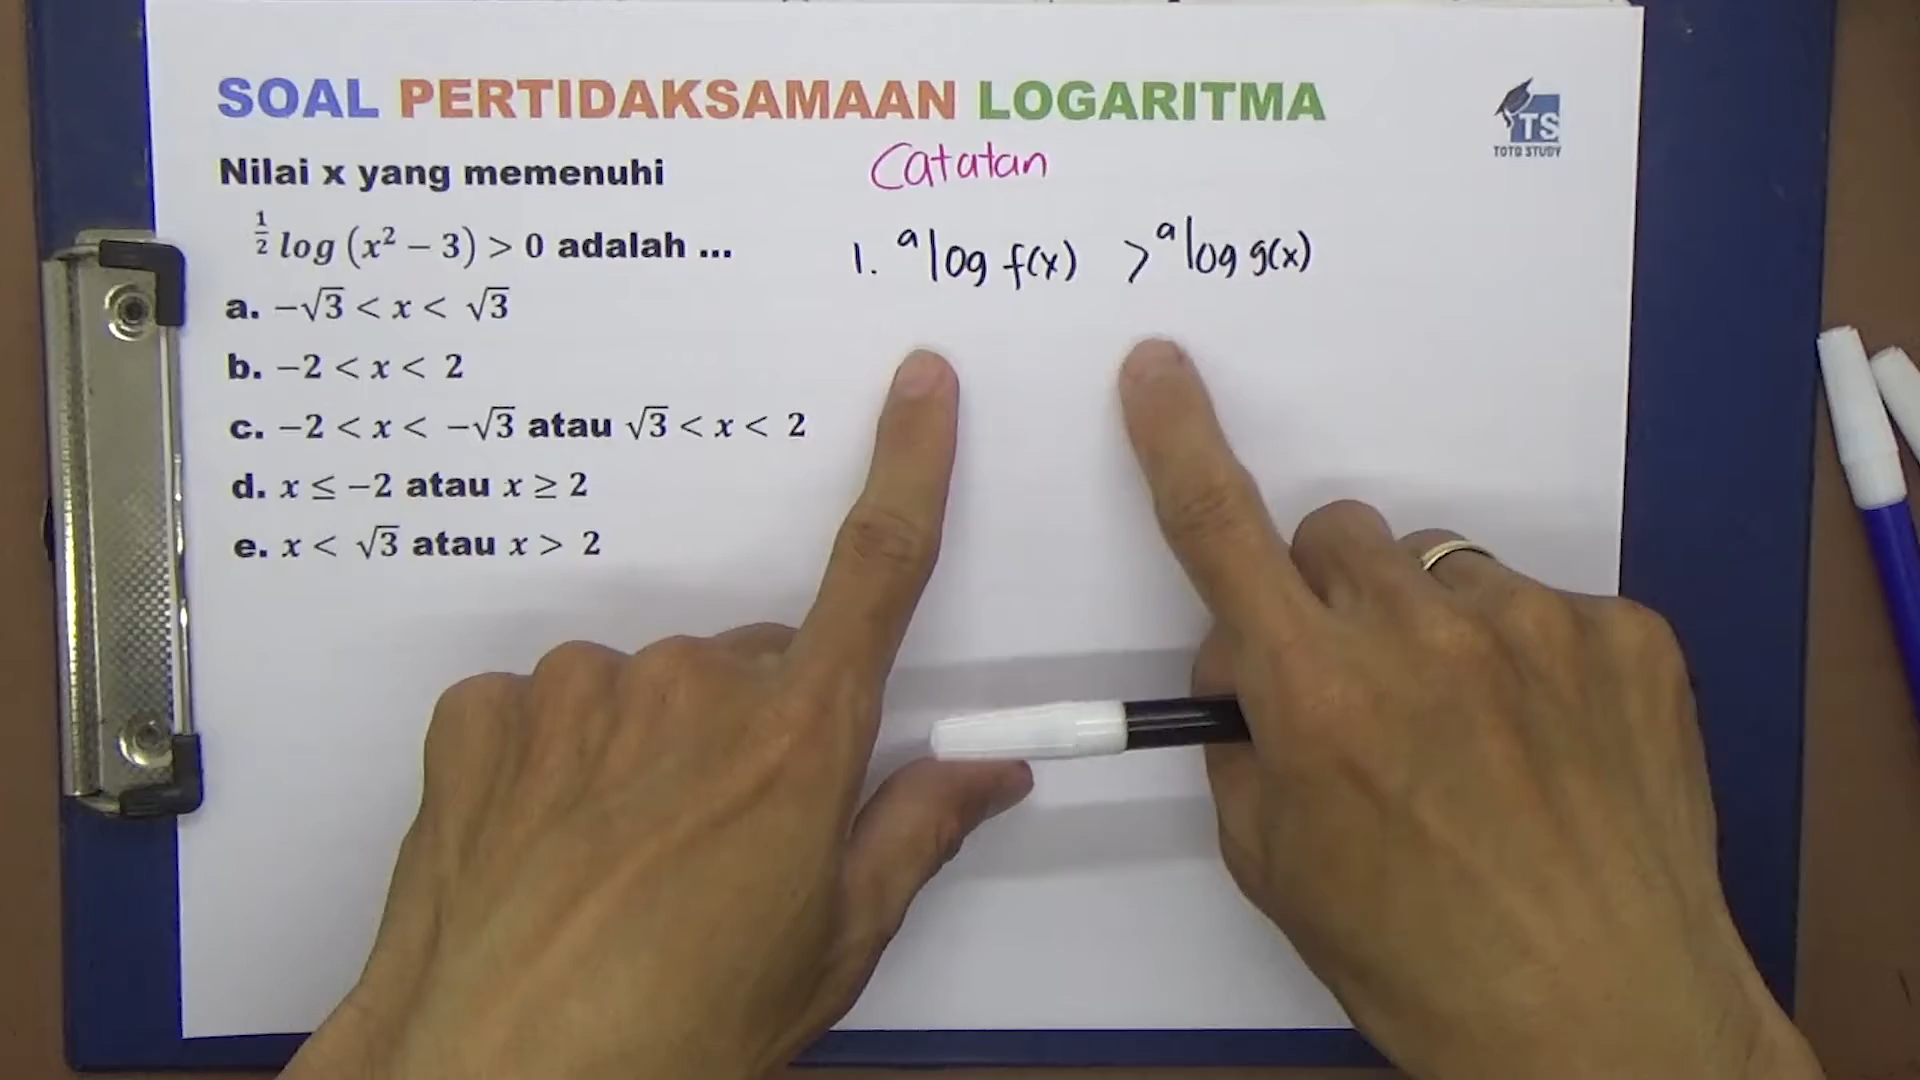 SOAL PERTIDAKSAMAAN LOGARITMA
TS
TOTO STUDY
Nilai x yang memenuhi
½ log (x² − 3) > 0 adalah ...
a. −√3 < x < √3
b. −2 < x < 2
c. −2 < x < −√3 atau √3 < x < 2
d. x ≤ −2 atau x ≥ 2
e. x < √3 atau x > 2
Catatan
1. ᵃlog f(x) > ᵃlog g(x)